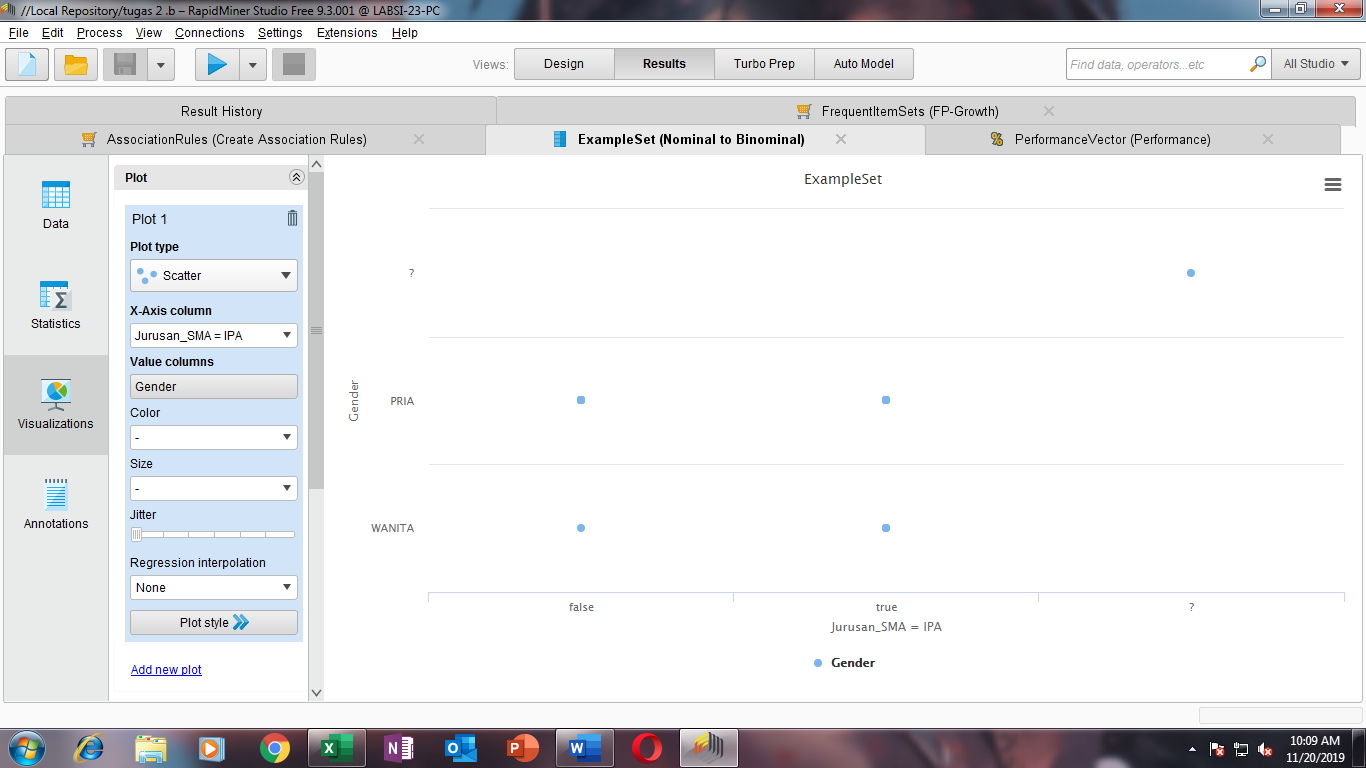 //Local Repository/tugas 2 .b – RapidMiner Studio Free 9.3.001 @ LABSI-23-PC
File Edit Process View Connections Settings Extensions Help
Views: Design Results Turbo Prep Auto Model
Find data, operators...etc
All Studio
Result History
FrequentItemSets (FP-Growth)
AssociationRules (Create Association Rules)
ExampleSet (Nominal to Binominal)
PerformanceVector (Performance)
Data
Statistics
Visualizations
Annotations
Plot
Plot 1
Plot type
Scatter
X-Axis column
Jurusan_SMA = IPA
Value columns
Gender
Color
-
Size
-
Jitter
Regression interpolation
None
Plot style
Add new plot
ExampleSet
Gender
?
PRIA
WANITA
false true ?
Jurusan_SMA = IPA
Gender
10:09 AM
11/20/2019